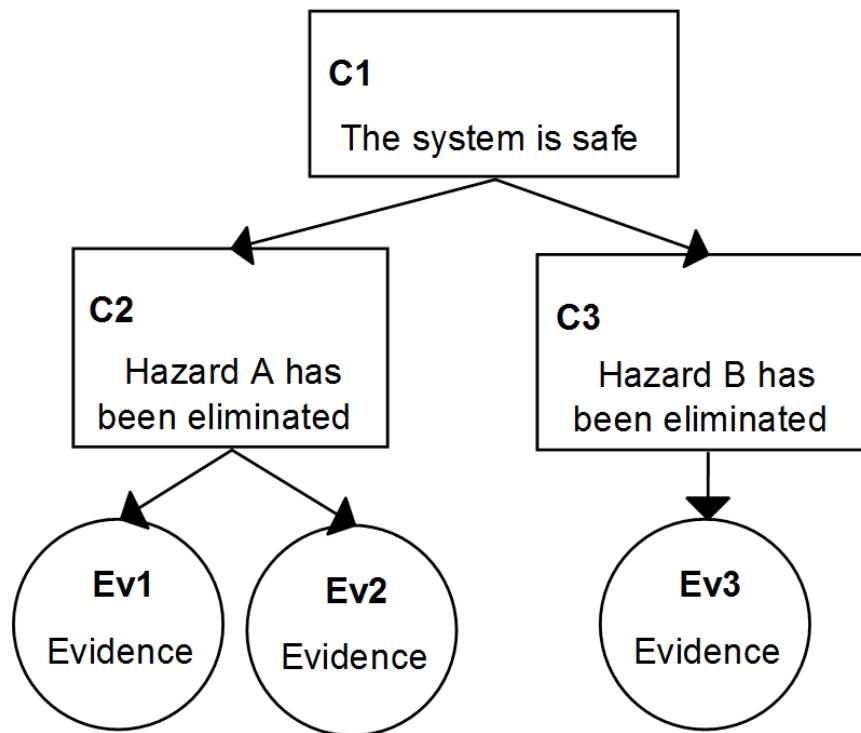 C1
The system is safe
C2
Hazard A has
been eliminated
C3
Hazard B has
been eliminated
Ev1
Evidence
Ev2
Evidence
Ev3
Evidence